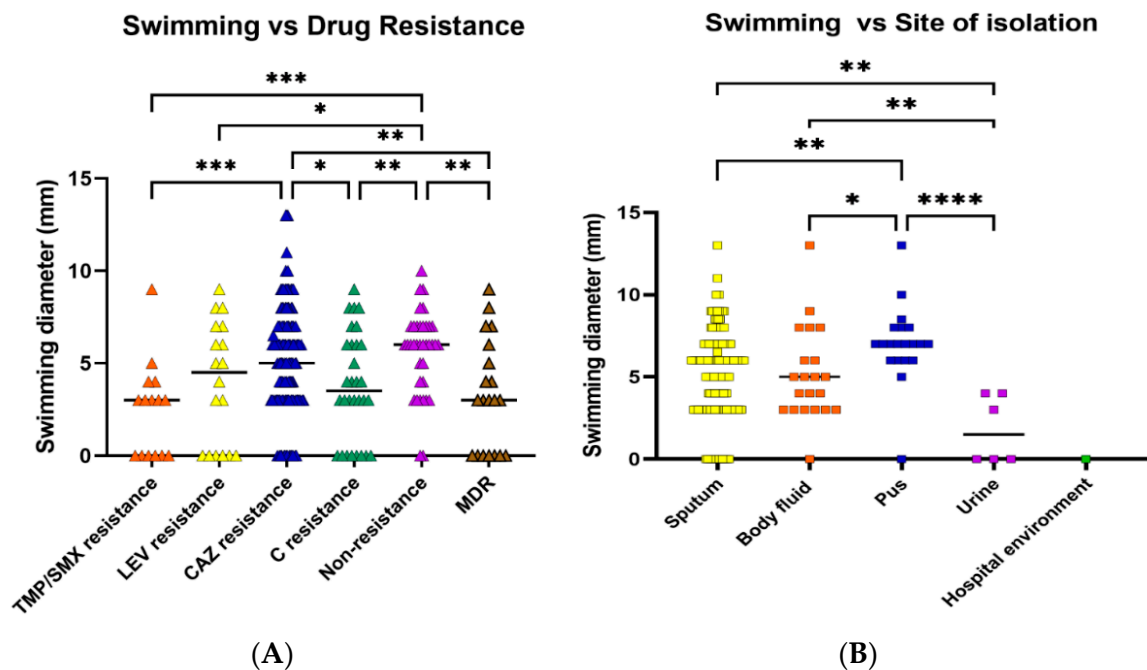 Swimming vs Drug Resistance
***
*
**
***
*
**
**
Swimming diameter (mm)
15
10
5
0
TMP/SMX resistance
LEV resistance
CAZ resistance
C resistance
Non-resistance
MDR
(A)
Swimming vs Site of isolation
**
**
**
*
****
Swimming diameter (mm)
15
10
5
0
Sputum
Body fluid
Pus
Urine
Hospital environment
(B)